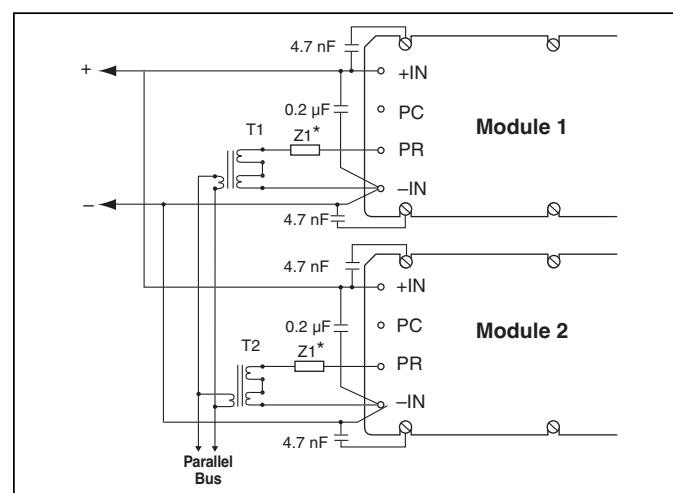 4.7 nF
+
+IN
0.2 µF
PC
T1
Z1*
Module 1
PR
–
–IN
4.7 nF
4.7 nF
+IN
Module 2
0.2 µF
PC
T2
Z1*
PR
–IN
4.7 nF
Parallel
Bus